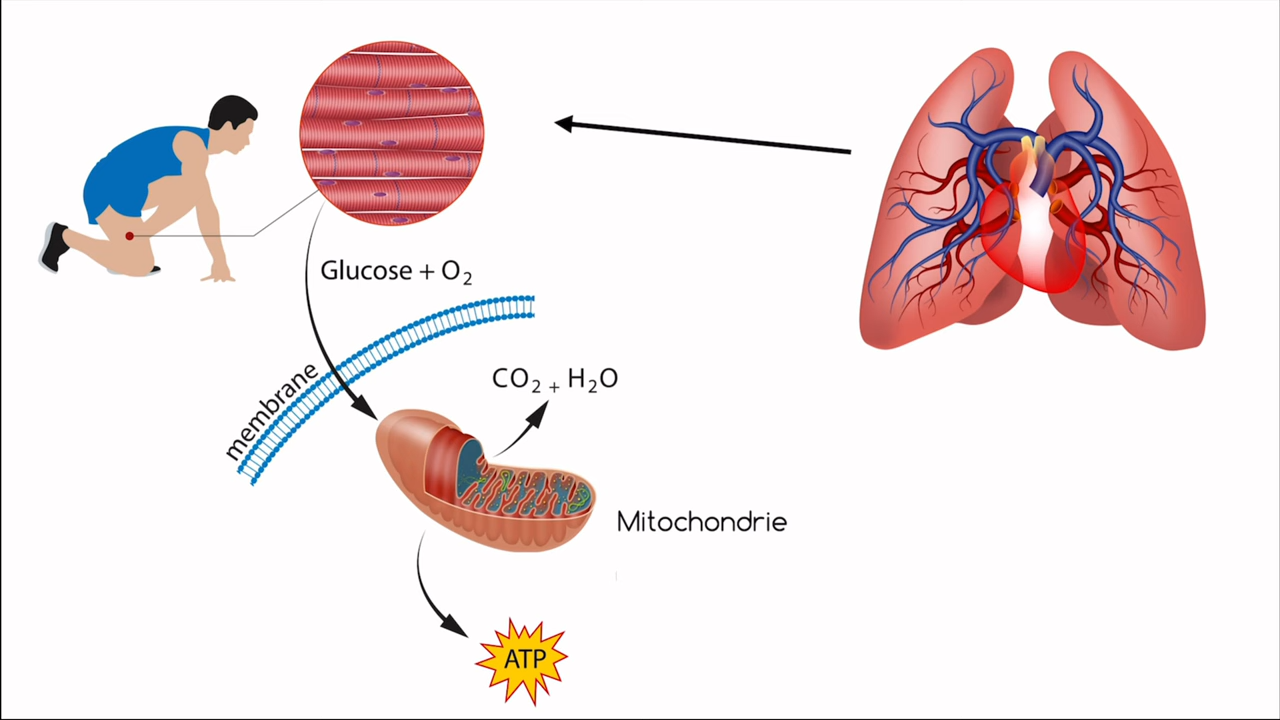 Glucose + O₂
membrane
CO₂ + H₂O
Mitochondrie
ATP